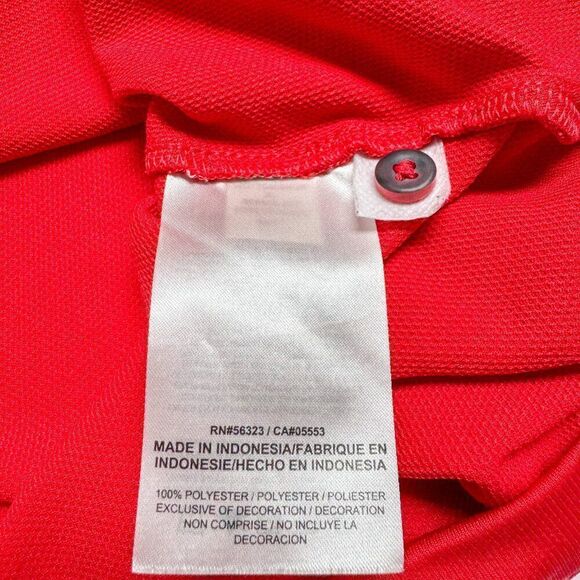 RN#56323 / CA#05553
MADE IN INDONESIA/FABRIQUE EN
INDONESIE/HECHO EN INDONESIA
100% POLYESTER / POLYESTER / POLIESTER
EXCLUSIVE OF DECORATION / DECORATION
NON COMPRISE / NO INCLUYE LA
DECORACION